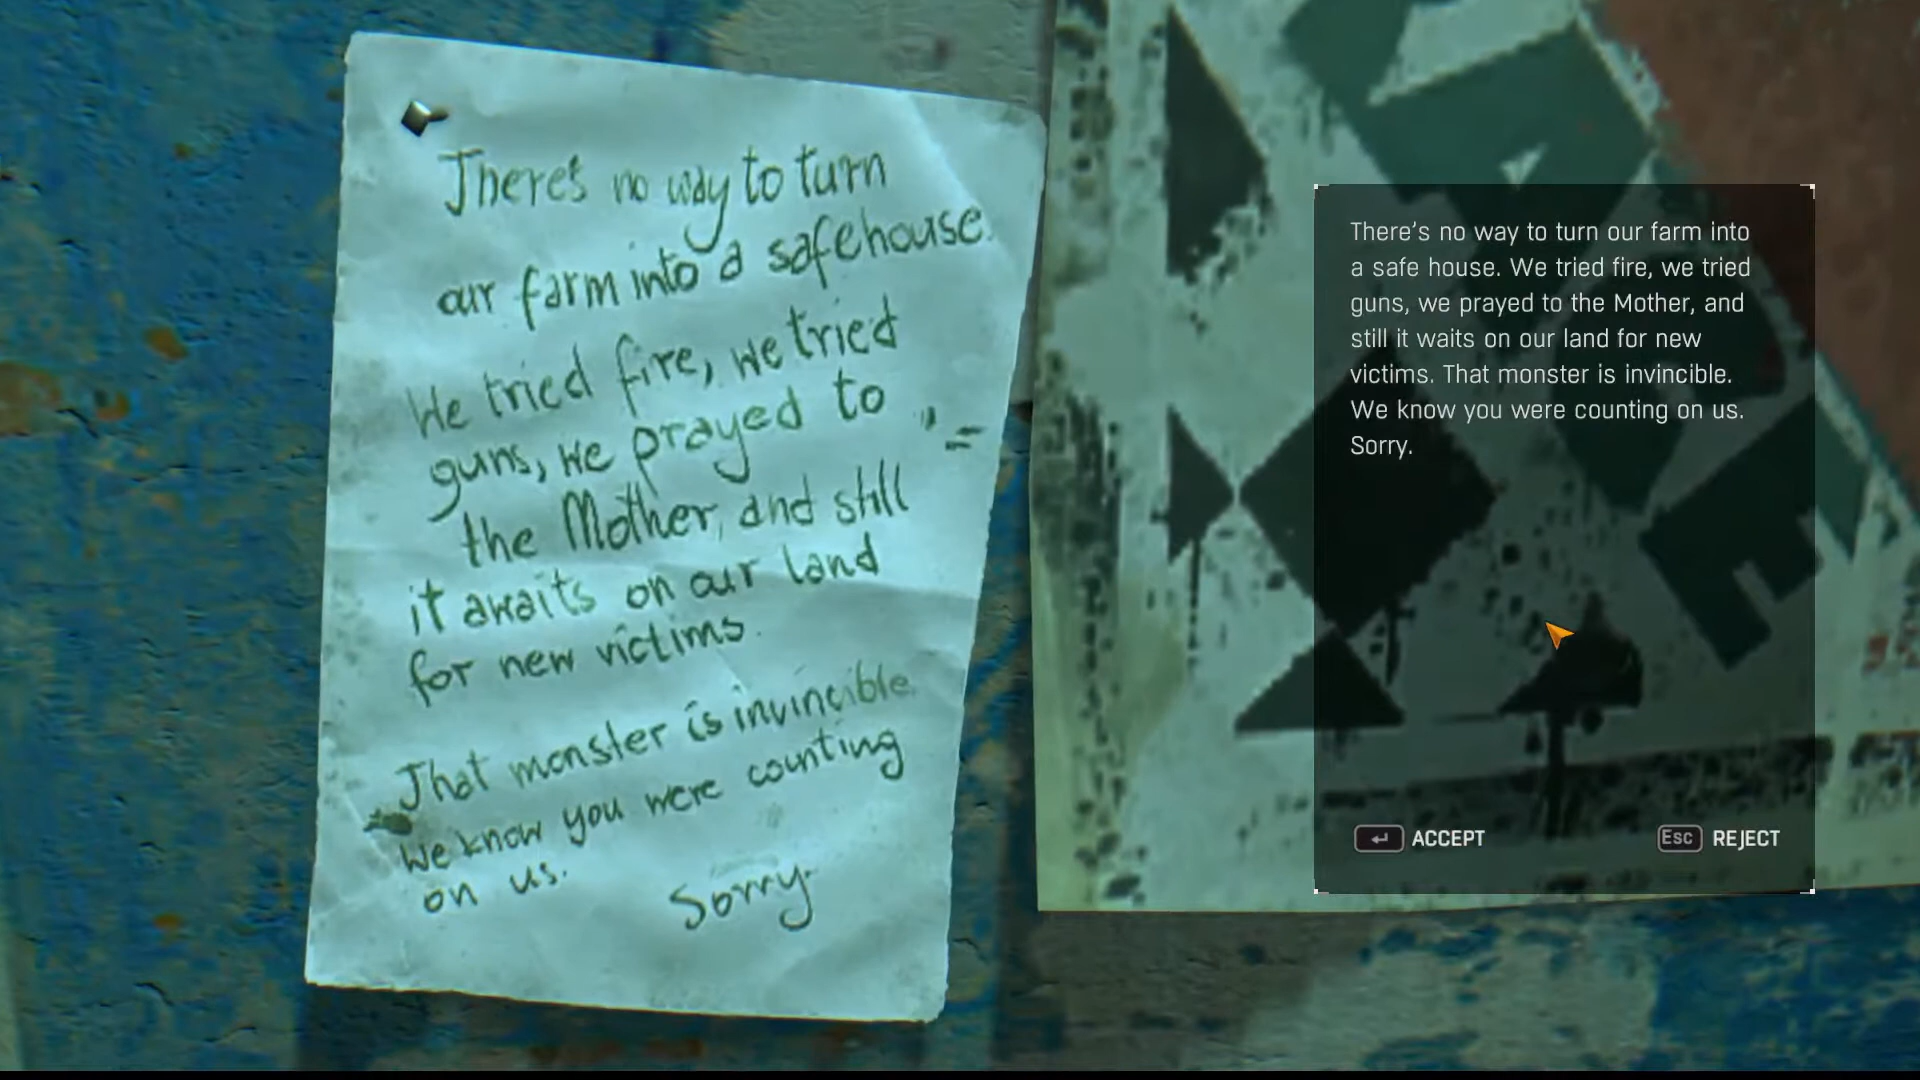 There's no way to turn
our farm into a safehouse.
We tried fire, we tried
guns, we prayed to
the Mother, and still
it awaits on our land
for new victims.
That monster is invincible.
We know you were counting
on us.
Sorry.
There's no way to turn our farm into
a safe house. We tried fire, we tried
guns, we prayed to the Mother, and
still it waits on our land for new
victims. That monster is invincible.
We know you were counting on us.
Sorry.
ACCEPT
Esc REJECT